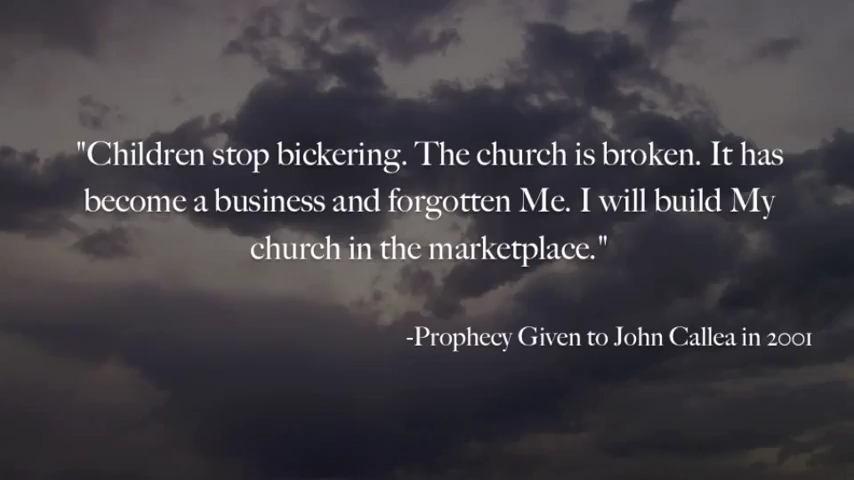 "Children stop bickering. The church is broken. It has
become a business and forgotten Me. I will build My
church in the marketplace."
-Prophecy Given to John Callea in 2001